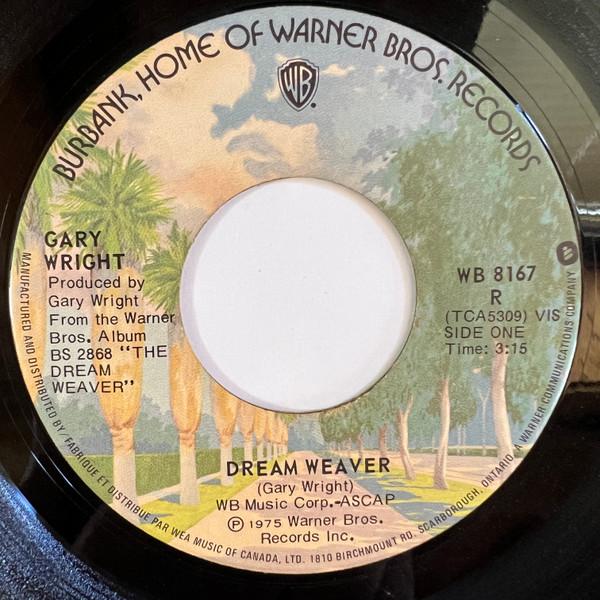 BURBANK, HOME OF WARNER BROS. RECORDS
WB
GARY
WRIGHT
Produced by
Gary Wright
From the Warner
Bros. Album
BS 2868 "THE
DREAM
WEAVER"
WB 8167
R
(TCA5309) VIS
SIDE ONE
Time: 3:15
DREAM WEAVER
(Gary Wright)
WB Music Corp.-ASCAP
Ⓟ 1975 Warner Bros.
Records Inc.
MANUFACTURED AND DISTRIBUTED BY/FABRIQUE ET DISTRIBUE PAR WEA MUSIC OF CANADA, LTD. 1810 BIRCHMOUNT RD. SCARBOROUGH, ONTARIO, A WARNER COMMUNICATIONS COMPANY